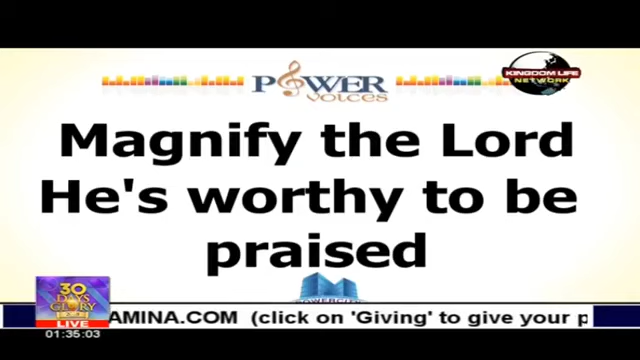 POWER
voices
KINGDOM LIFE
NETWORK
Magnify the Lord
He's worthy to be
praised
30
DAYS
GLORY
LIVE
01:35:03
POWERCITY
AMINA.COM (click on 'Giving' to give your p